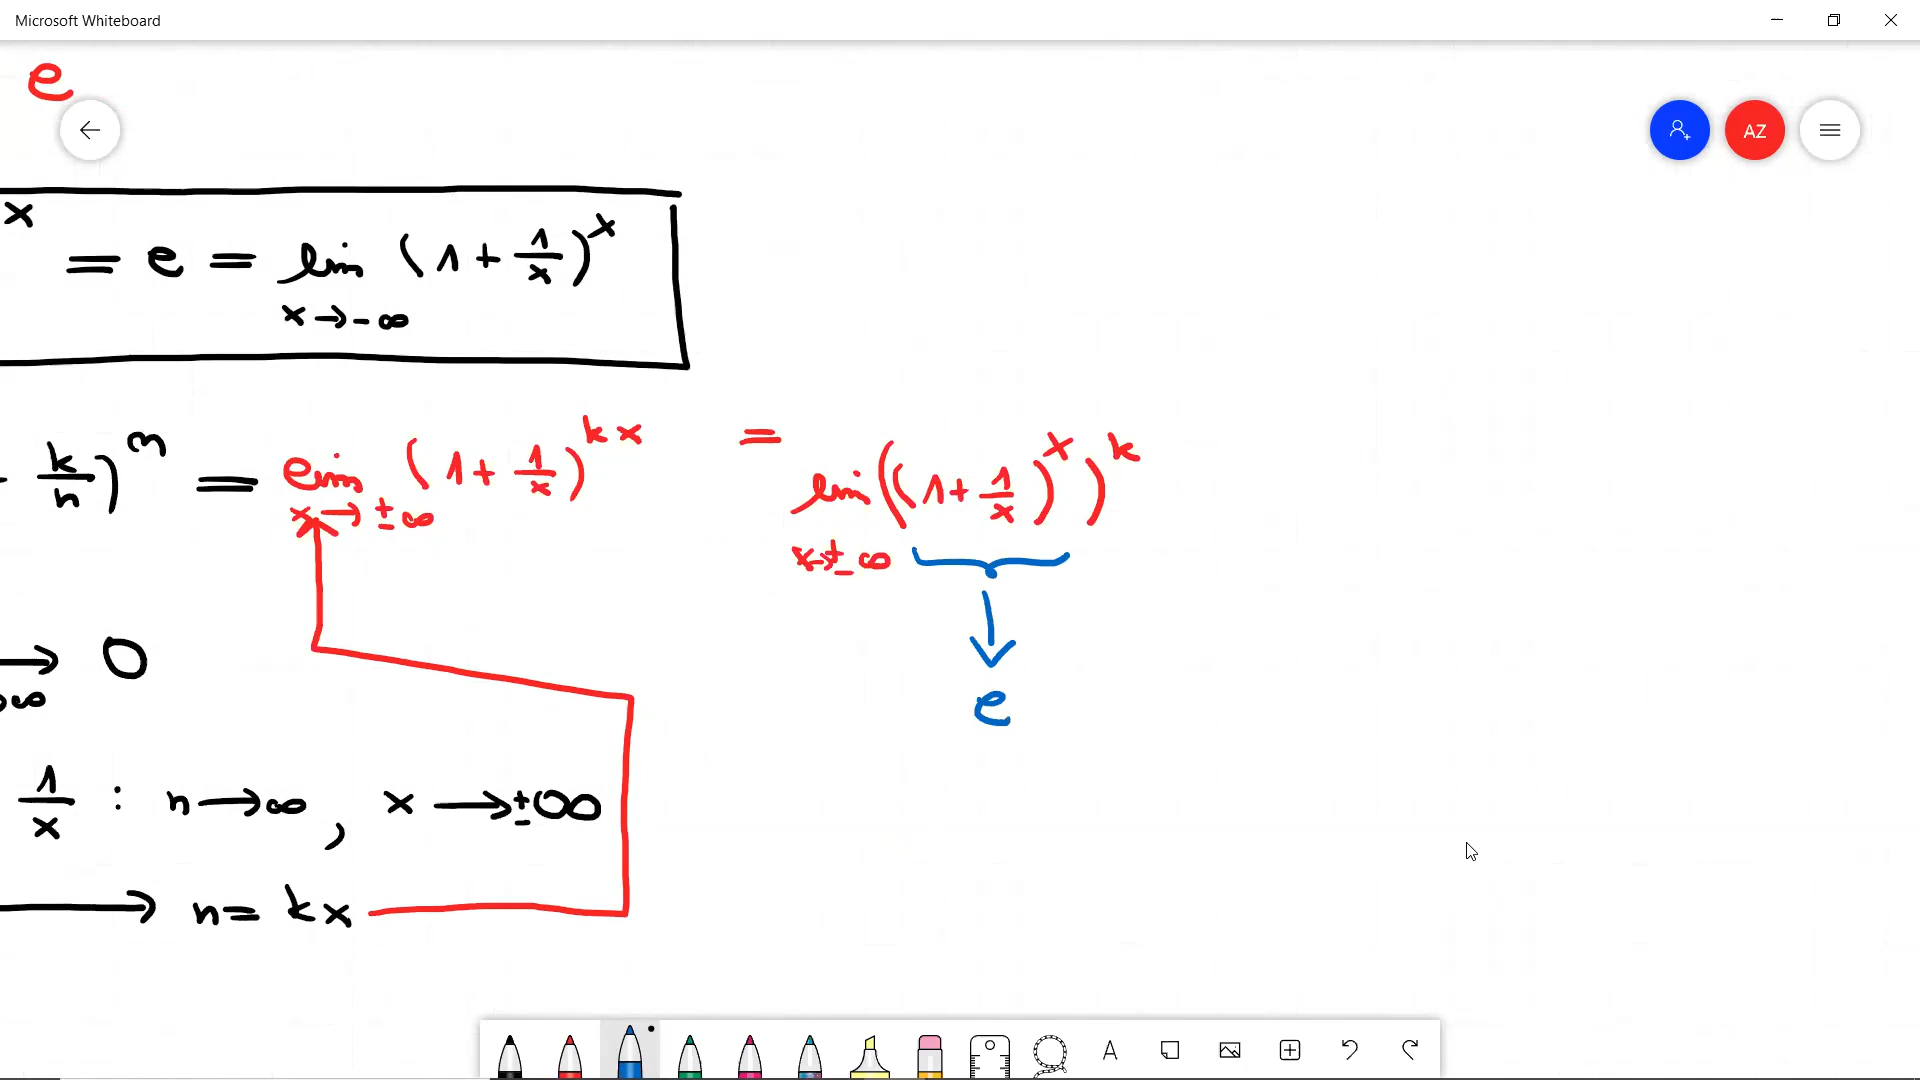 Microsoft Whiteboard
e
AZ
x = e = lim (1 + 1/x)^x
x → -∞
k/n)^n = lim (1 + 1/x)^kx = lim((1 + 1/x)^x)^k
x → ±∞ x → ±∞
→ 0
→∞
e
1/x : n → ∞ , x → ±∞
→ n = kx
A